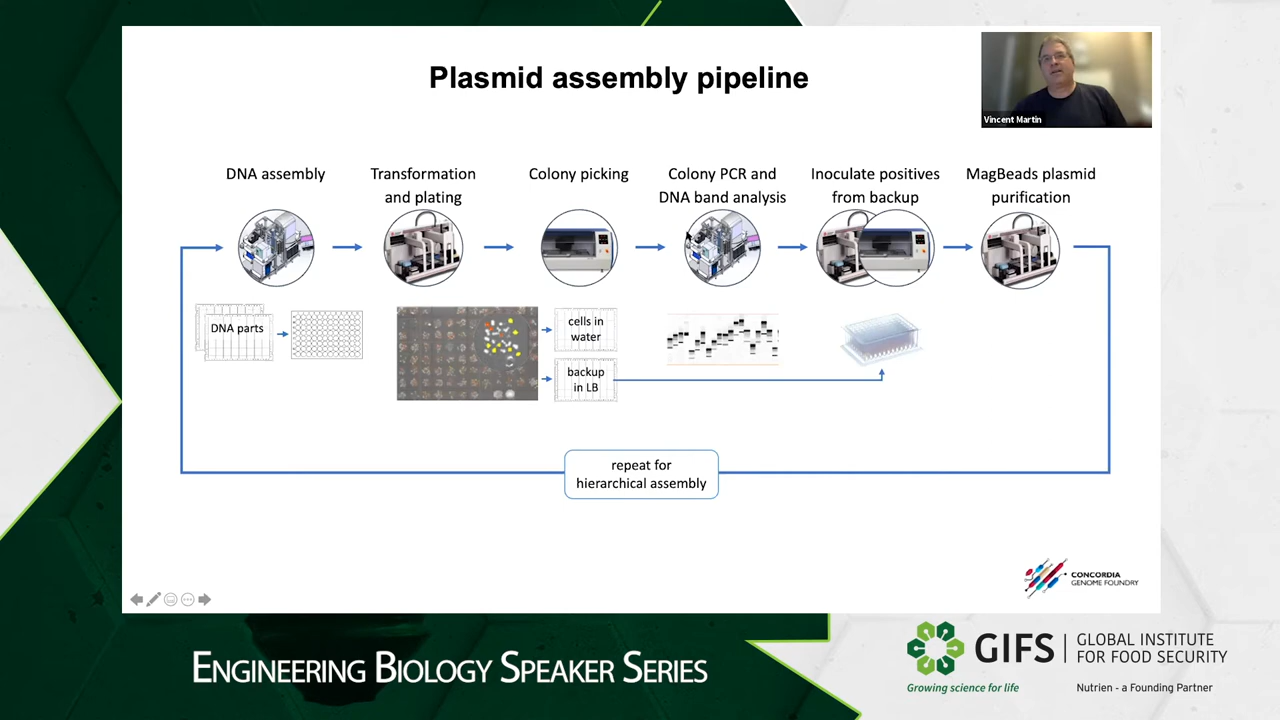 Plasmid assembly pipeline
Vincent Martin
DNA assembly
Transformation
and plating
Colony picking
Colony PCR and
DNA band analysis
Inoculate positives
from backup
MagBeads plasmid
purification
DNA parts
cells in
water
backup
in LB
repeat for
hierarchical assembly
CONCORDIA
GENOME FOUNDRY
ENGINEERING BIOLOGY SPEAKER SERIES
GIFS
GLOBAL INSTITUTE
FOR FOOD SECURITY
Growing science for life
Nutrien - a Founding Partner